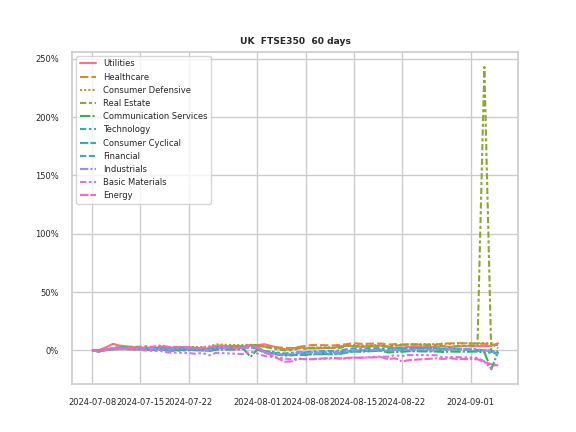 UK FTSE350 60 days
250%
200%
150%
100%
50%
0%
Utilities
Healthcare
Consumer Defensive
Real Estate
Communication Services
Technology
Consumer Cyclical
Financial
Industrials
Basic Materials
Energy
2024-07-08 2024-07-15 2024-07-22 2024-08-01 2024-08-08 2024-08-15 2024-08-22 2024-09-01